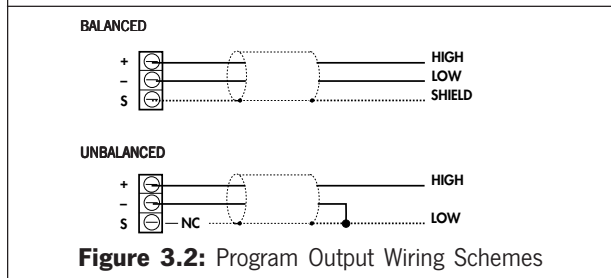 BALANCED
+ HIGH
– LOW
S SHIELD
UNBALANCED
+ HIGH
–
S NC LOW
Figure 3.2: Program Output Wiring Schemes